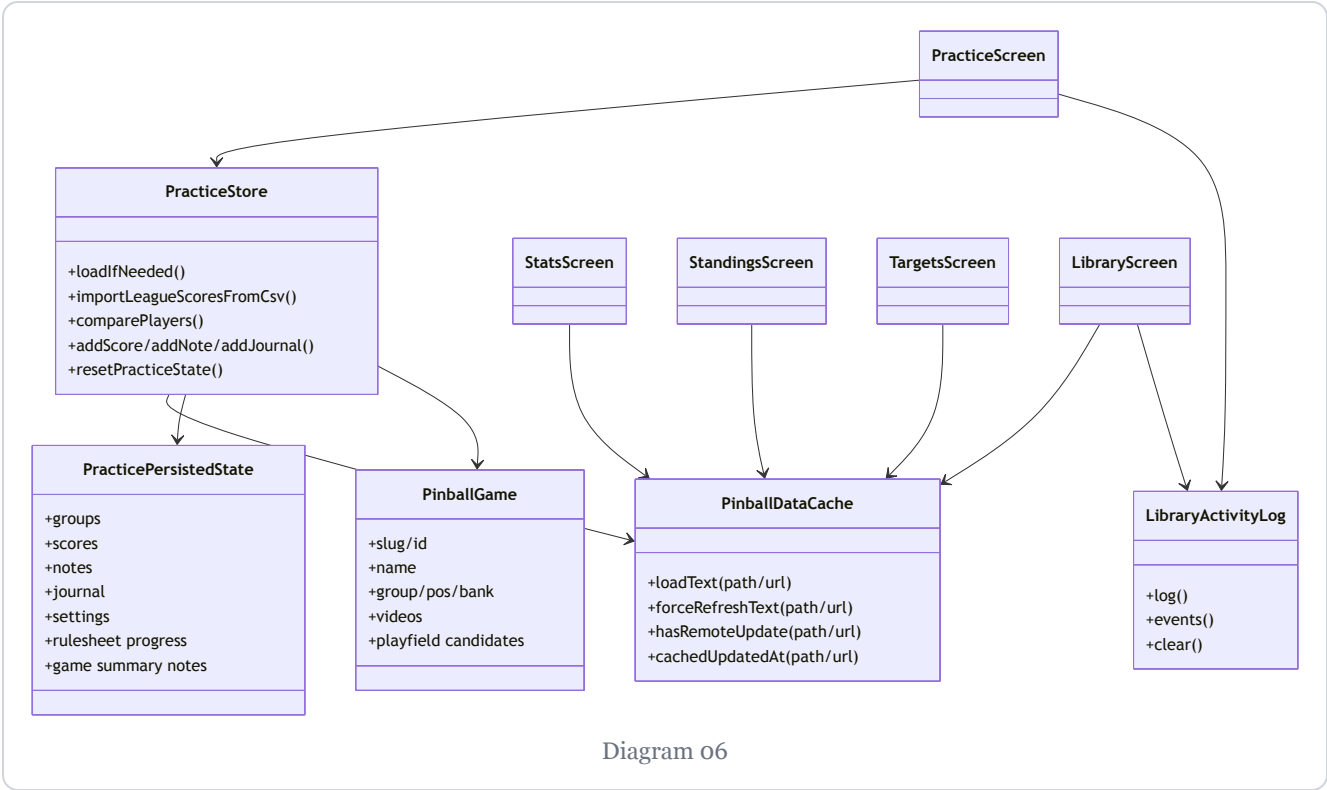 PracticeScreen
PracticeStore
+loadIfNeeded()
+importLeagueScoresFromCsv()
+comparePlayers()
+addScore/addNote/addJournal()
+resetPracticeState()
StatsScreen
StandingsScreen
TargetsScreen
LibraryScreen
PracticePersistedState
+groups
+scores
+notes
+journal
+settings
+rulesheet progress
+game summary notes
PinballGame
+slug/id
+name
+group/pos/bank
+videos
+playfield candidates
PinballDataCache
+loadText(path/url)
+forceRefreshText(path/url)
+hasRemoteUpdate(path/url)
+cachedUpdatedAt(path/url)
LibraryActivityLog
+log()
+events()
+clear()
Diagram 06